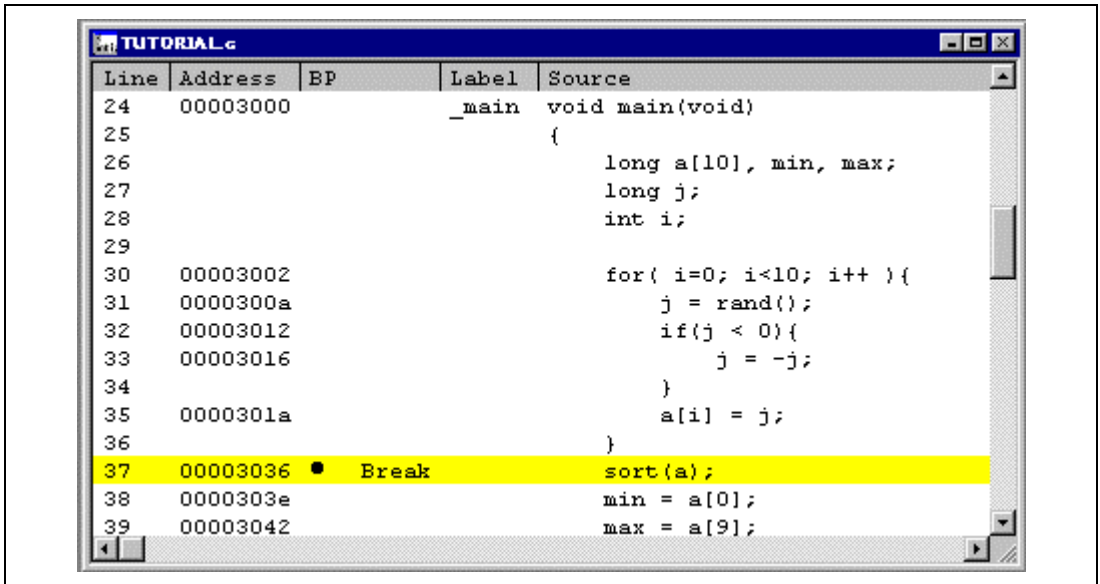 TUTORIAL.c
Line Address BP Label Source
24 00003000 _main void main(void)
25 {
26 long a[10], min, max;
27 long j;
28 int i;
29
30 00003002 for( i=0; i<10; i++ ){
31 0000300a j = rand();
32 00003012 if(j < 0){
33 00003016 j = -j;
34 }
35 0000301a a[i] = j;
36 }
37 00003036 ● Break sort(a);
38 0000303e min = a[0];
39 00003042 max = a[9];